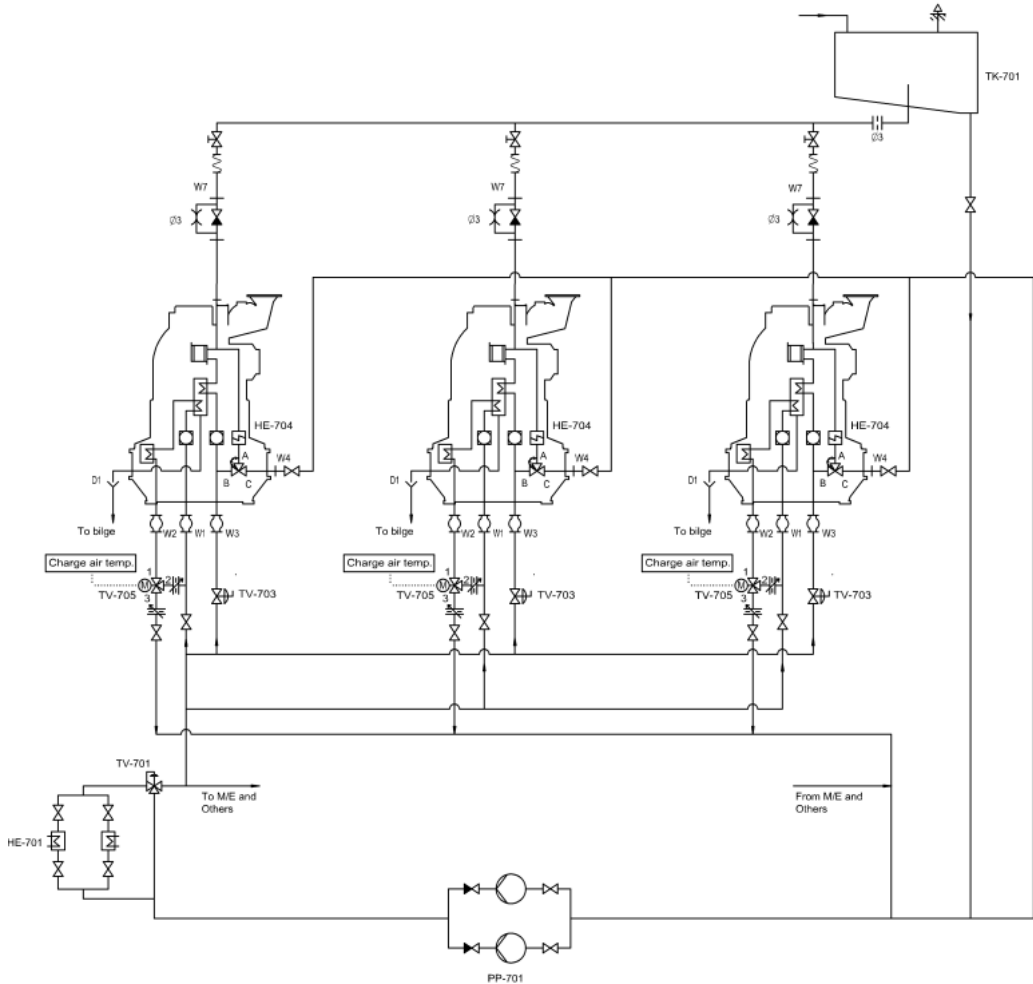 TK-701
Ø3
W7
W7
W7
Ø3
Ø3
Ø3
HE-704
HE-704
HE-704
A
W4
A
W4
A
W4
B
C
B
C
B
C
D1
D1
D1
To bilge
To bilge
To bilge
W2
W1
W3
W2
W1
W3
W2
W1
W3
Charge air temp.
Charge air temp.
Charge air temp.
1
1
1
M
2
M
2
M
2
TV-705
TV-703
TV-705
TV-703
TV-705
TV-703
3
3
3
TV-701
To M/E and
Others
From M/E and
Others
HE-701
PP-701